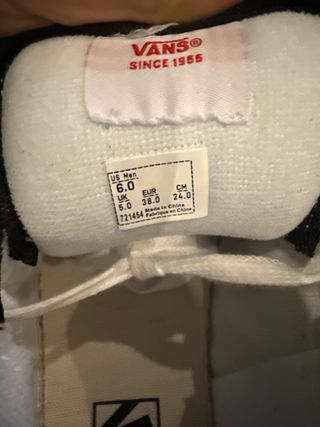 VANS®
SINCE 1966
US Men
6.0
UK EUR CM
5.0 38.0 24.0
721454 Made in China
Fabriqué en Chine